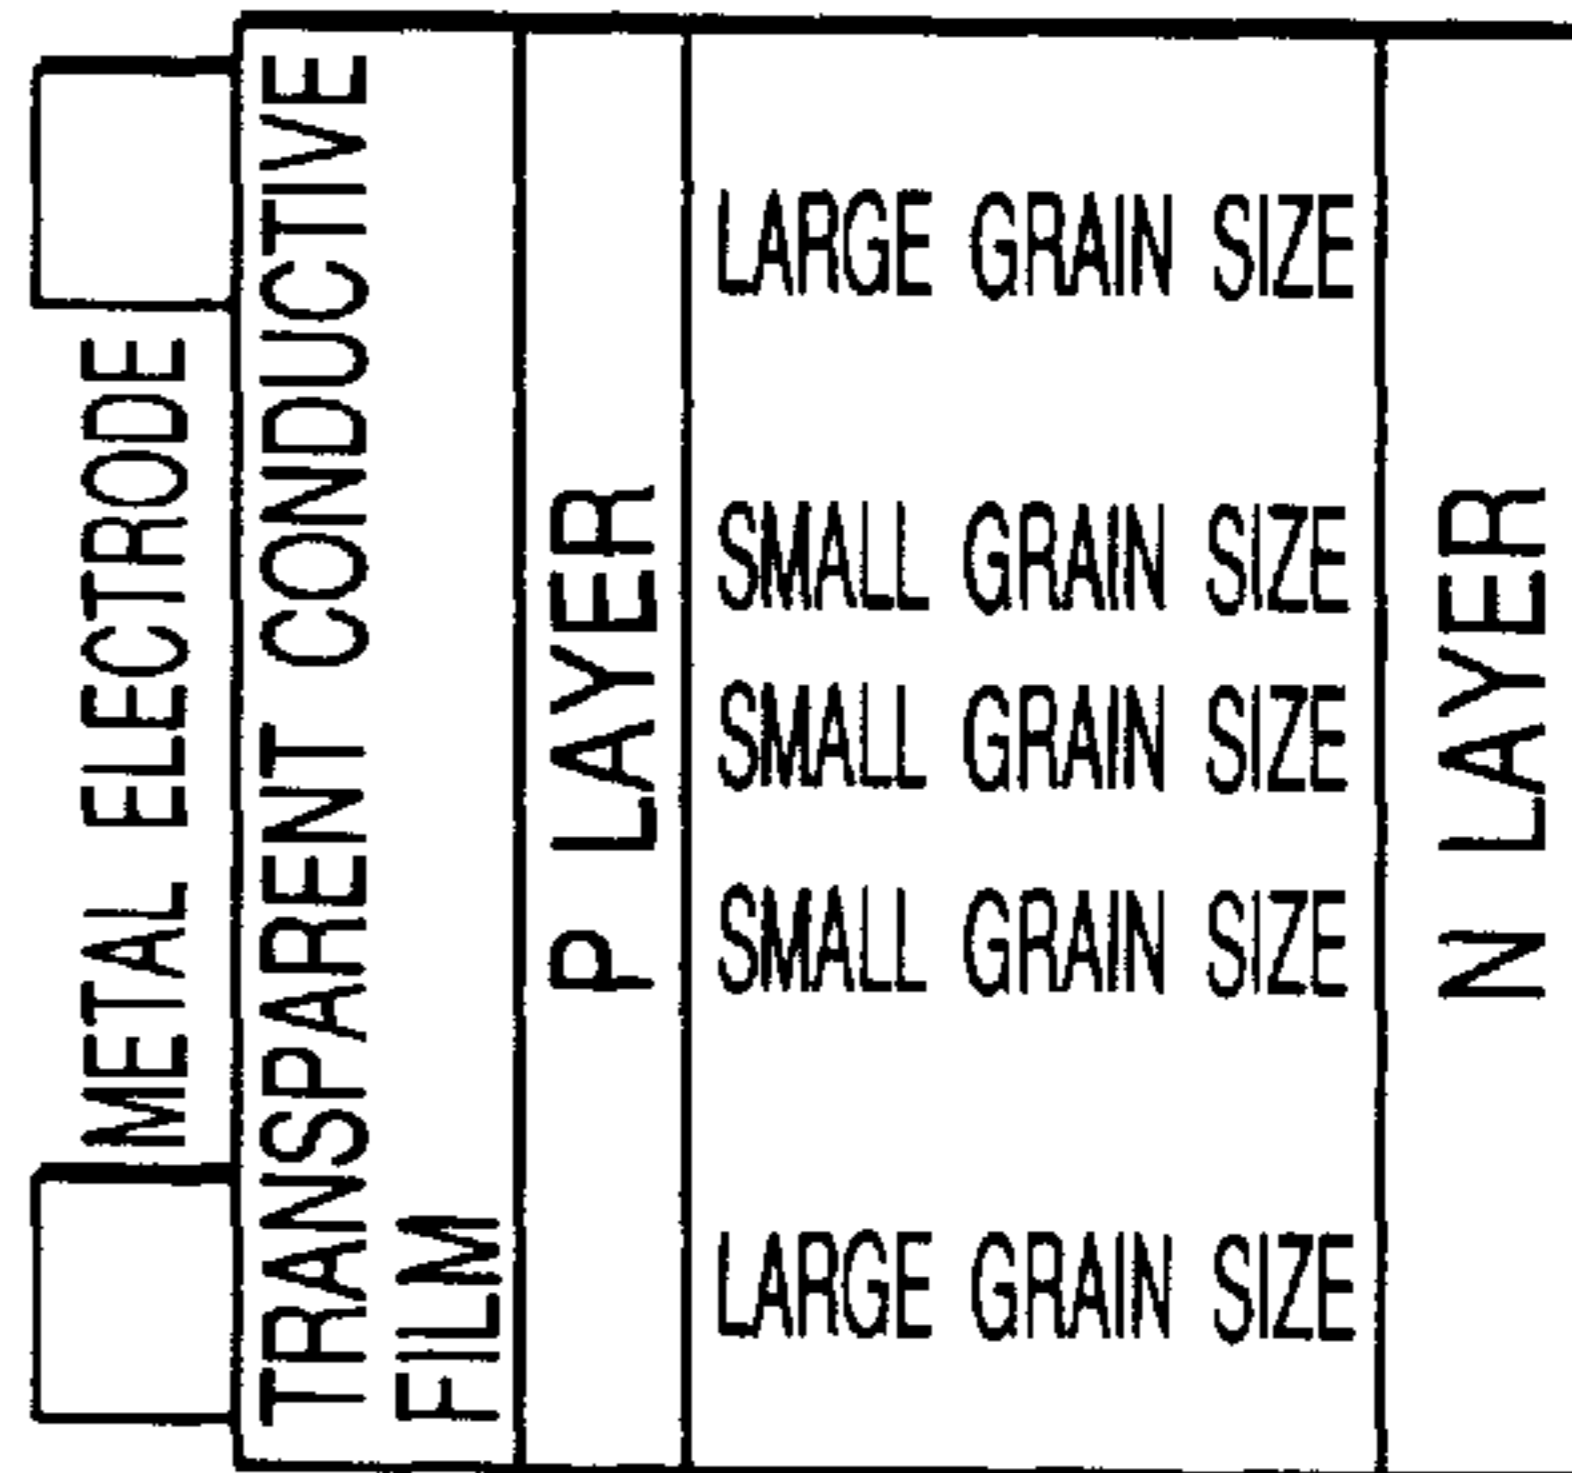 METAL ELECTRODE
TRANSPARENT CONDUCTIVE
FILM
P LAYER
LARGE GRAIN SIZE
SMALL GRAIN SIZE
SMALL GRAIN SIZE
SMALL GRAIN SIZE
LARGE GRAIN SIZE
N LAYER